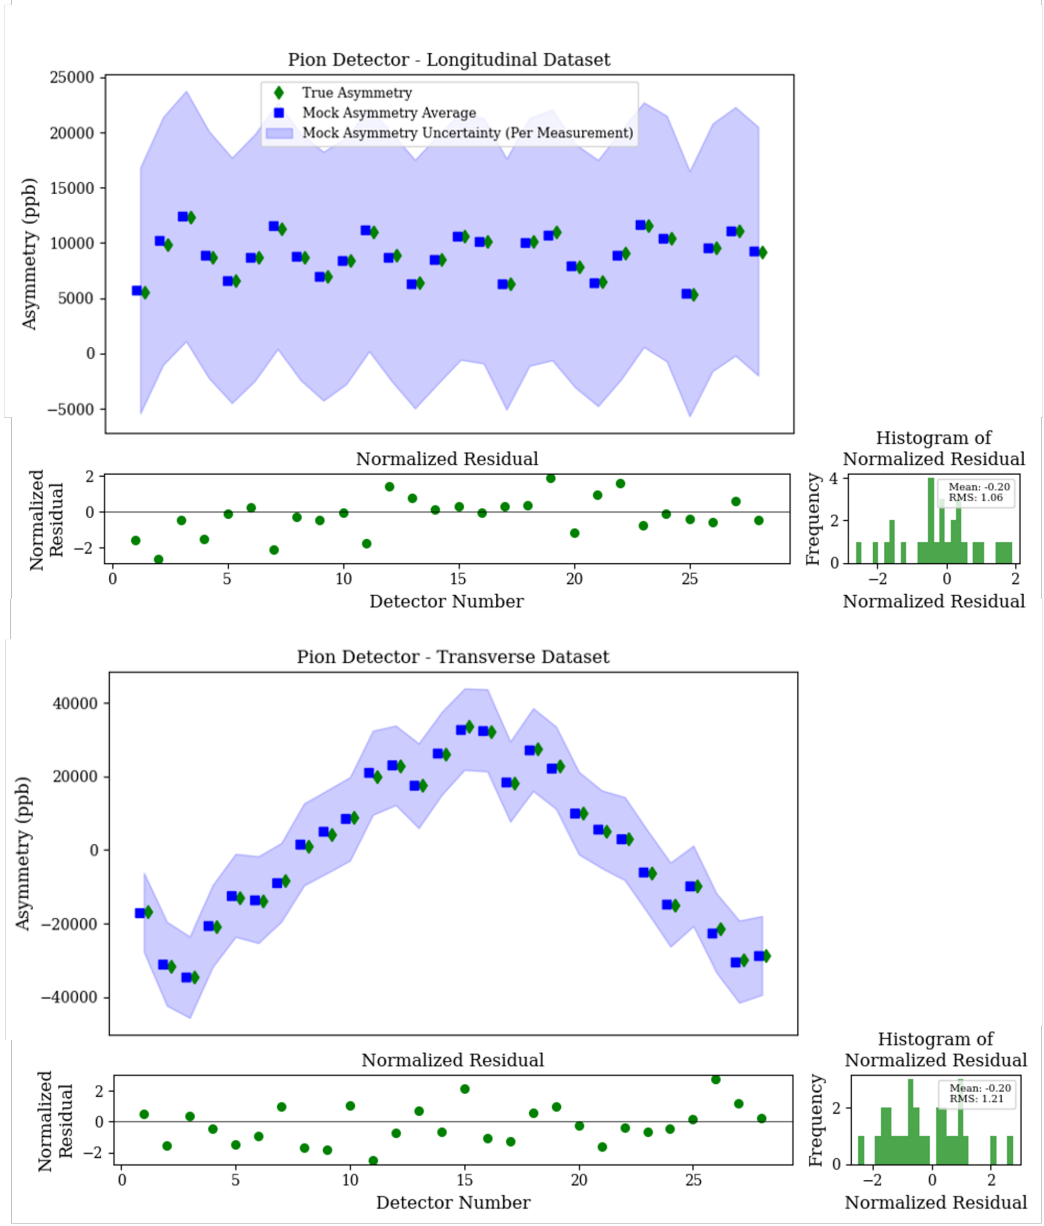 Pion Detector - Longitudinal Dataset
25000
20000
15000
10000
5000
0
−5000
Asymmetry (ppb)
True Asymmetry
Mock Asymmetry Average
Mock Asymmetry Uncertainty (Per Measurement)
Normalized Residual
2
0
−2
Normalized
Residual
0 5 10 15 20 25
Detector Number
Histogram of
Normalized Residual
4
2
0
Frequency
Mean: -0.20
RMS: 1.06
−2 0 2
Normalized Residual
Pion Detector - Transverse Dataset
40000
20000
0
−20000
−40000
Asymmetry (ppb)
Normalized Residual
2
0
−2
Normalized
Residual
0 5 10 15 20 25
Detector Number
Histogram of
Normalized Residual
2
0
Frequency
Mean: -0.20
RMS: 1.21
−2 0 2
Normalized Residual